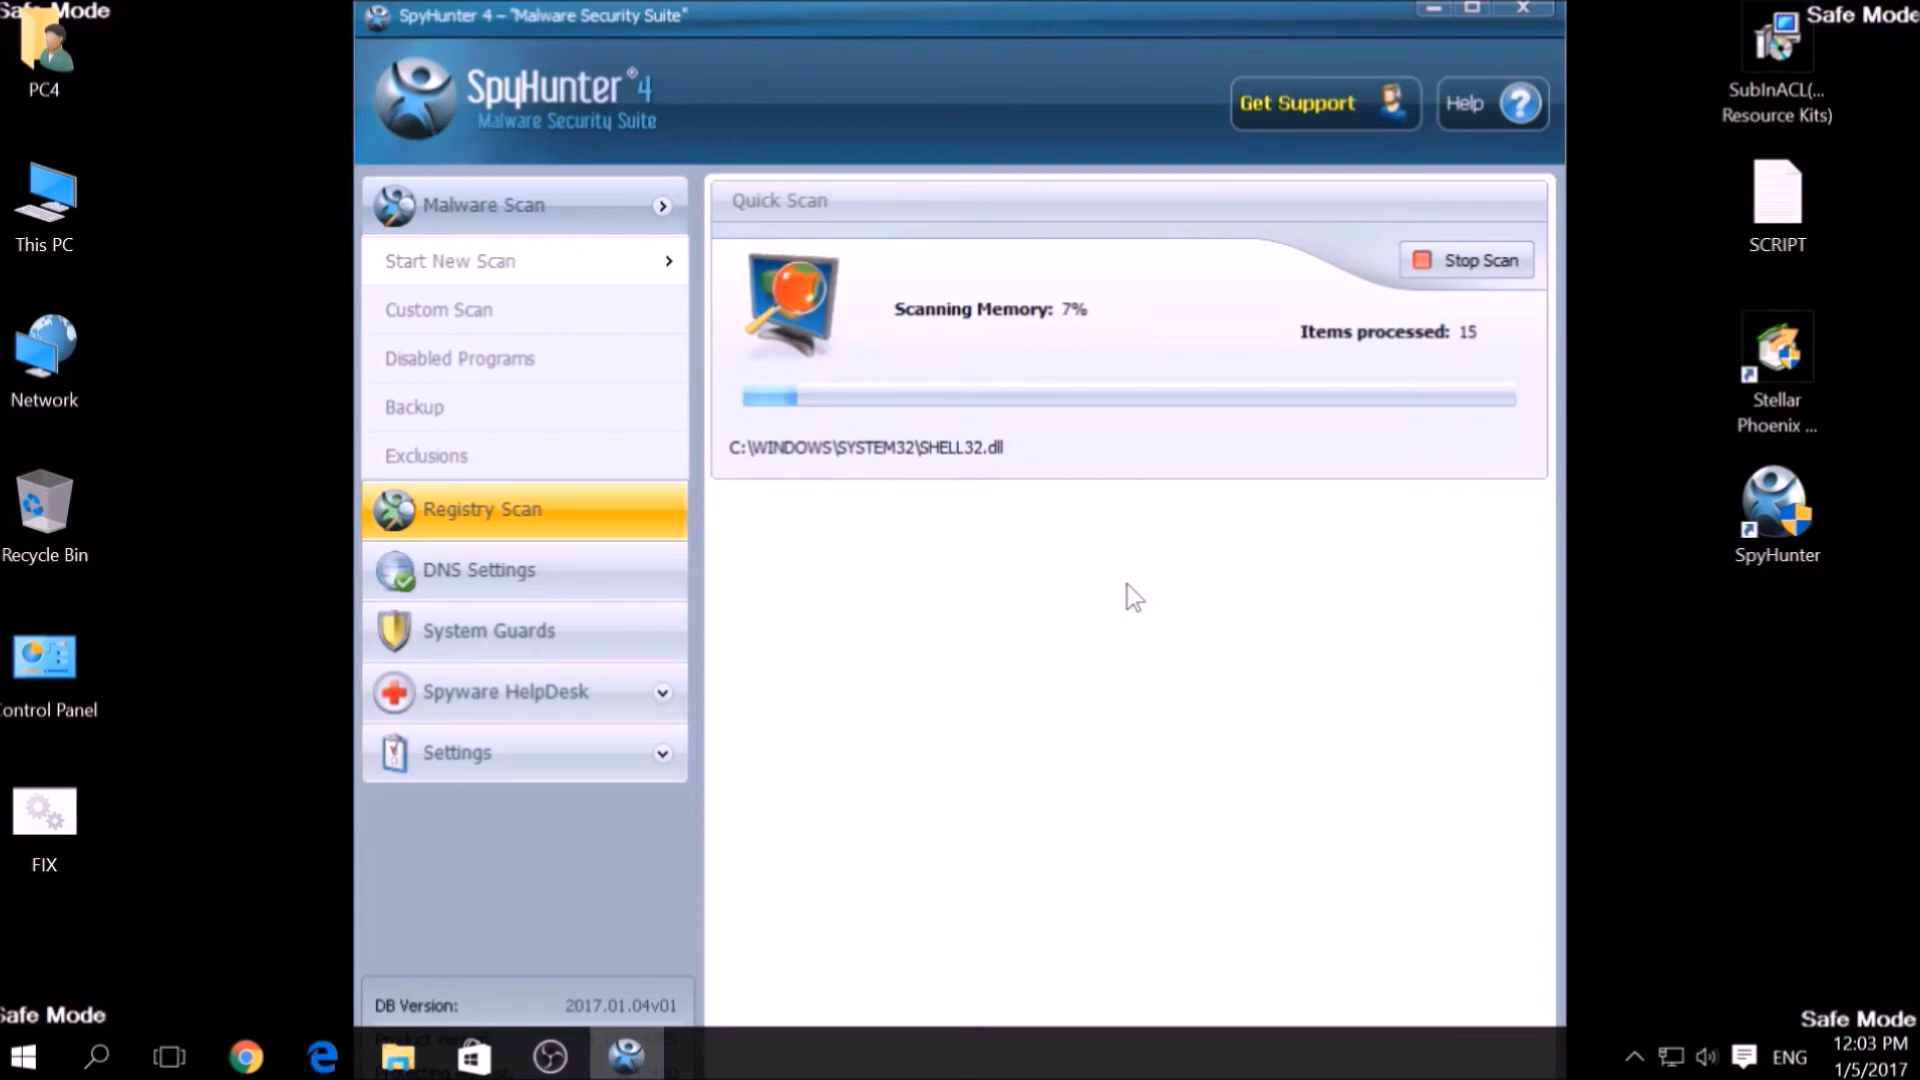 Safe Mode
Safe Mode
SpyHunter 4 – "Malware Security Suite"
SpyHunter® 4
Malware Security Suite
Get Support
Help
PC4
This PC
Network
Recycle Bin
Control Panel
FIX
Malware Scan
Start New Scan
Custom Scan
Disabled Programs
Backup
Exclusions
Registry Scan
DNS Settings
System Guards
Spyware HelpDesk
Settings
DB Version: 2017.01.04v01
Quick Scan
Stop Scan
Scanning Memory: 7%
Items processed: 15
C:\WINDOWS\SYSTEM32\SHELL32.dll
SubInACL(...
Resource Kits)
SCRIPT
Stellar
Phoenix ...
SpyHunter
Safe Mode
Safe Mode
ENG
12:03 PM
1/5/2017